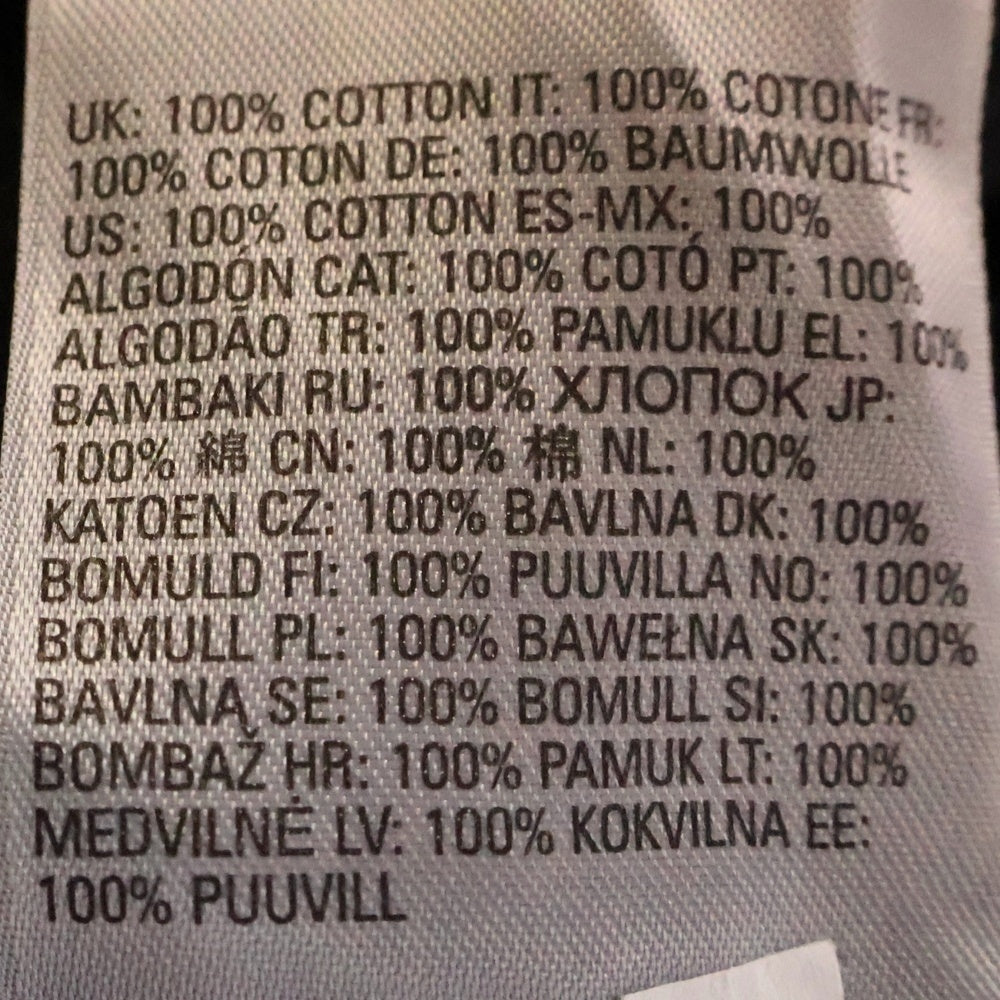 UK: 100% COTTON IT: 100% COTONE FR:
100% COTON DE: 100% BAUMWOLLE
US: 100% COTTON ES-MX: 100%
ALGODÓN CAT: 100% COTÓ PT: 100%
ALGODÃO TR: 100% PAMUKLU EL: 100%
BAMBAKI RU: 100% ХЛОПОК JP:
100% 綿 CN: 100% 棉 NL: 100%
KATOEN CZ: 100% BAVLNA DK: 100%
BOMULD FI: 100% PUUVILLA NO: 100%
BOMULL PL: 100% BAWEŁNA SK: 100%
BAVLNA SE: 100% BOMULL SI: 100%
BOMBAŽ HR: 100% PAMUK LT: 100%
MEDVILNĖ LV: 100% KOKVILNA EE:
100% PUUVILL